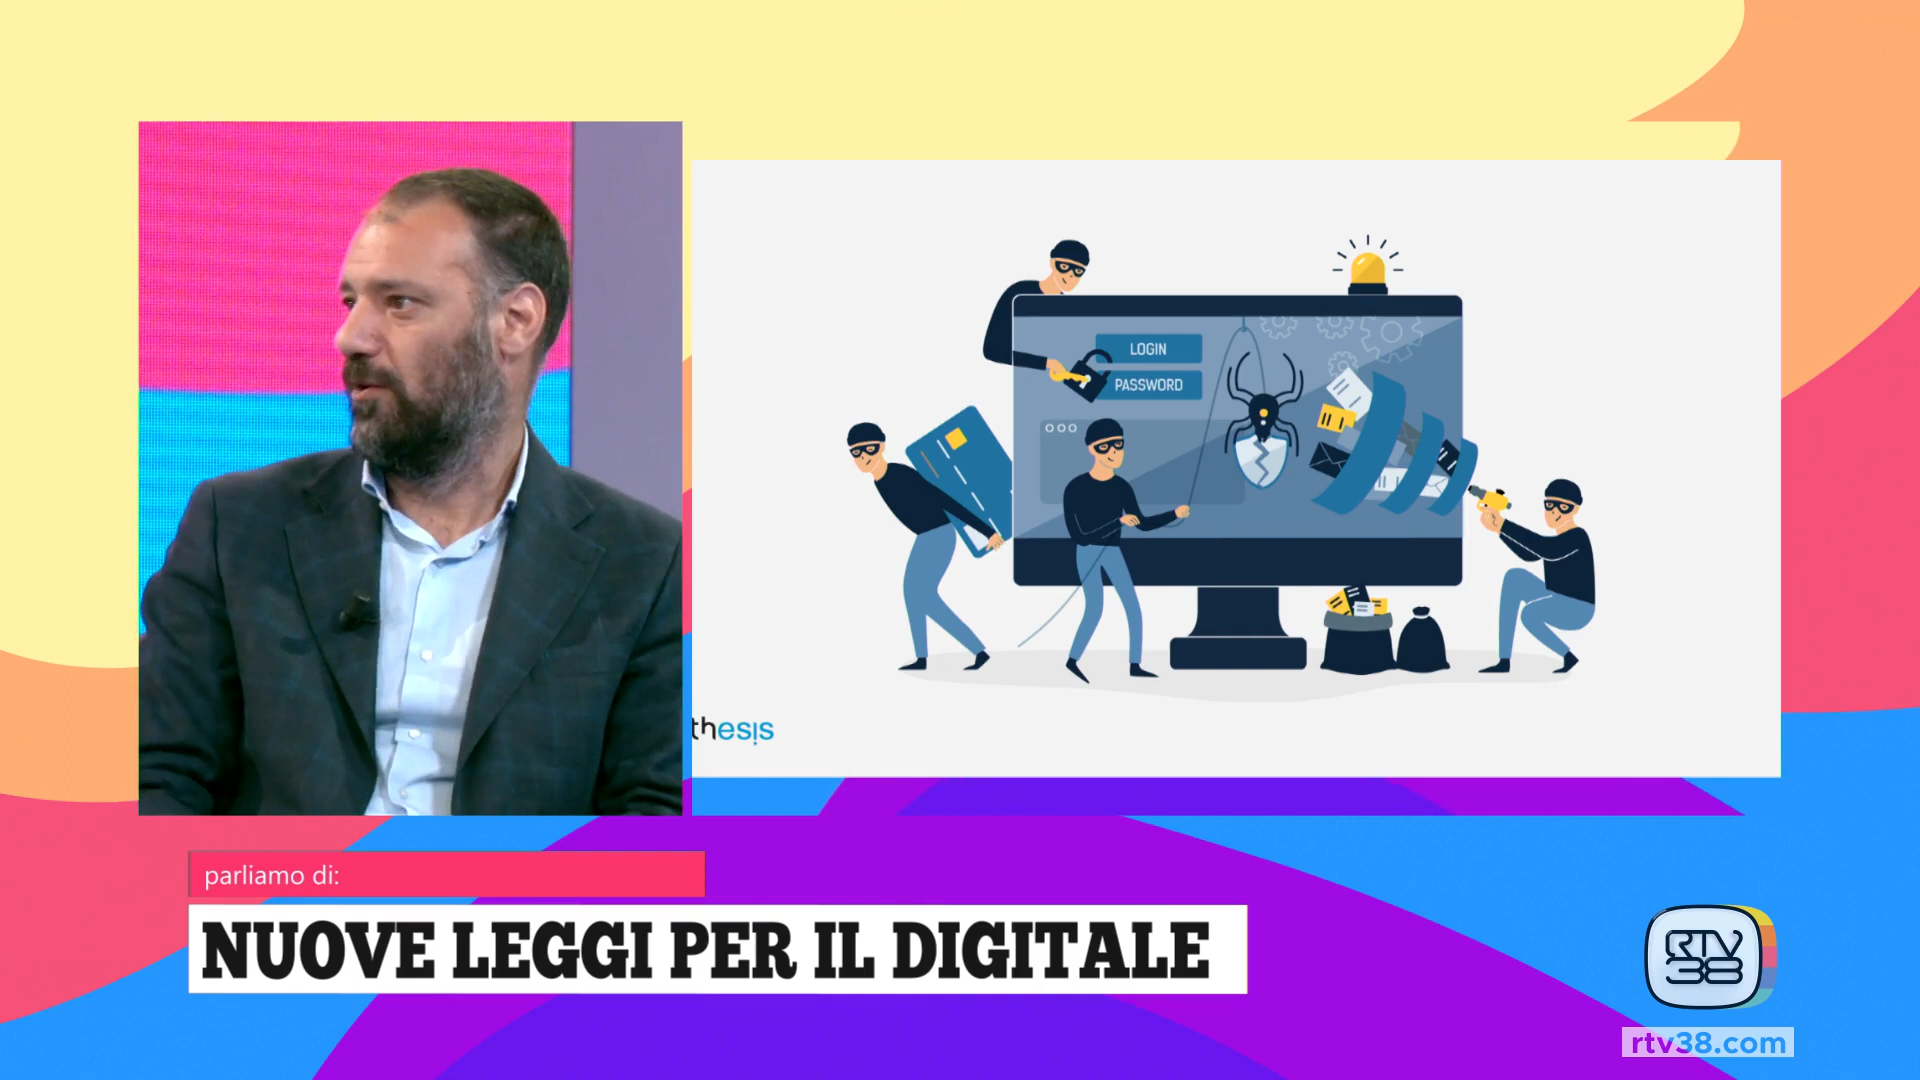 LOGIN
PASSWORD
thesis
parliamo di:
NUOVE LEGGI PER IL DIGITALE
RTV
38
rtv38.com